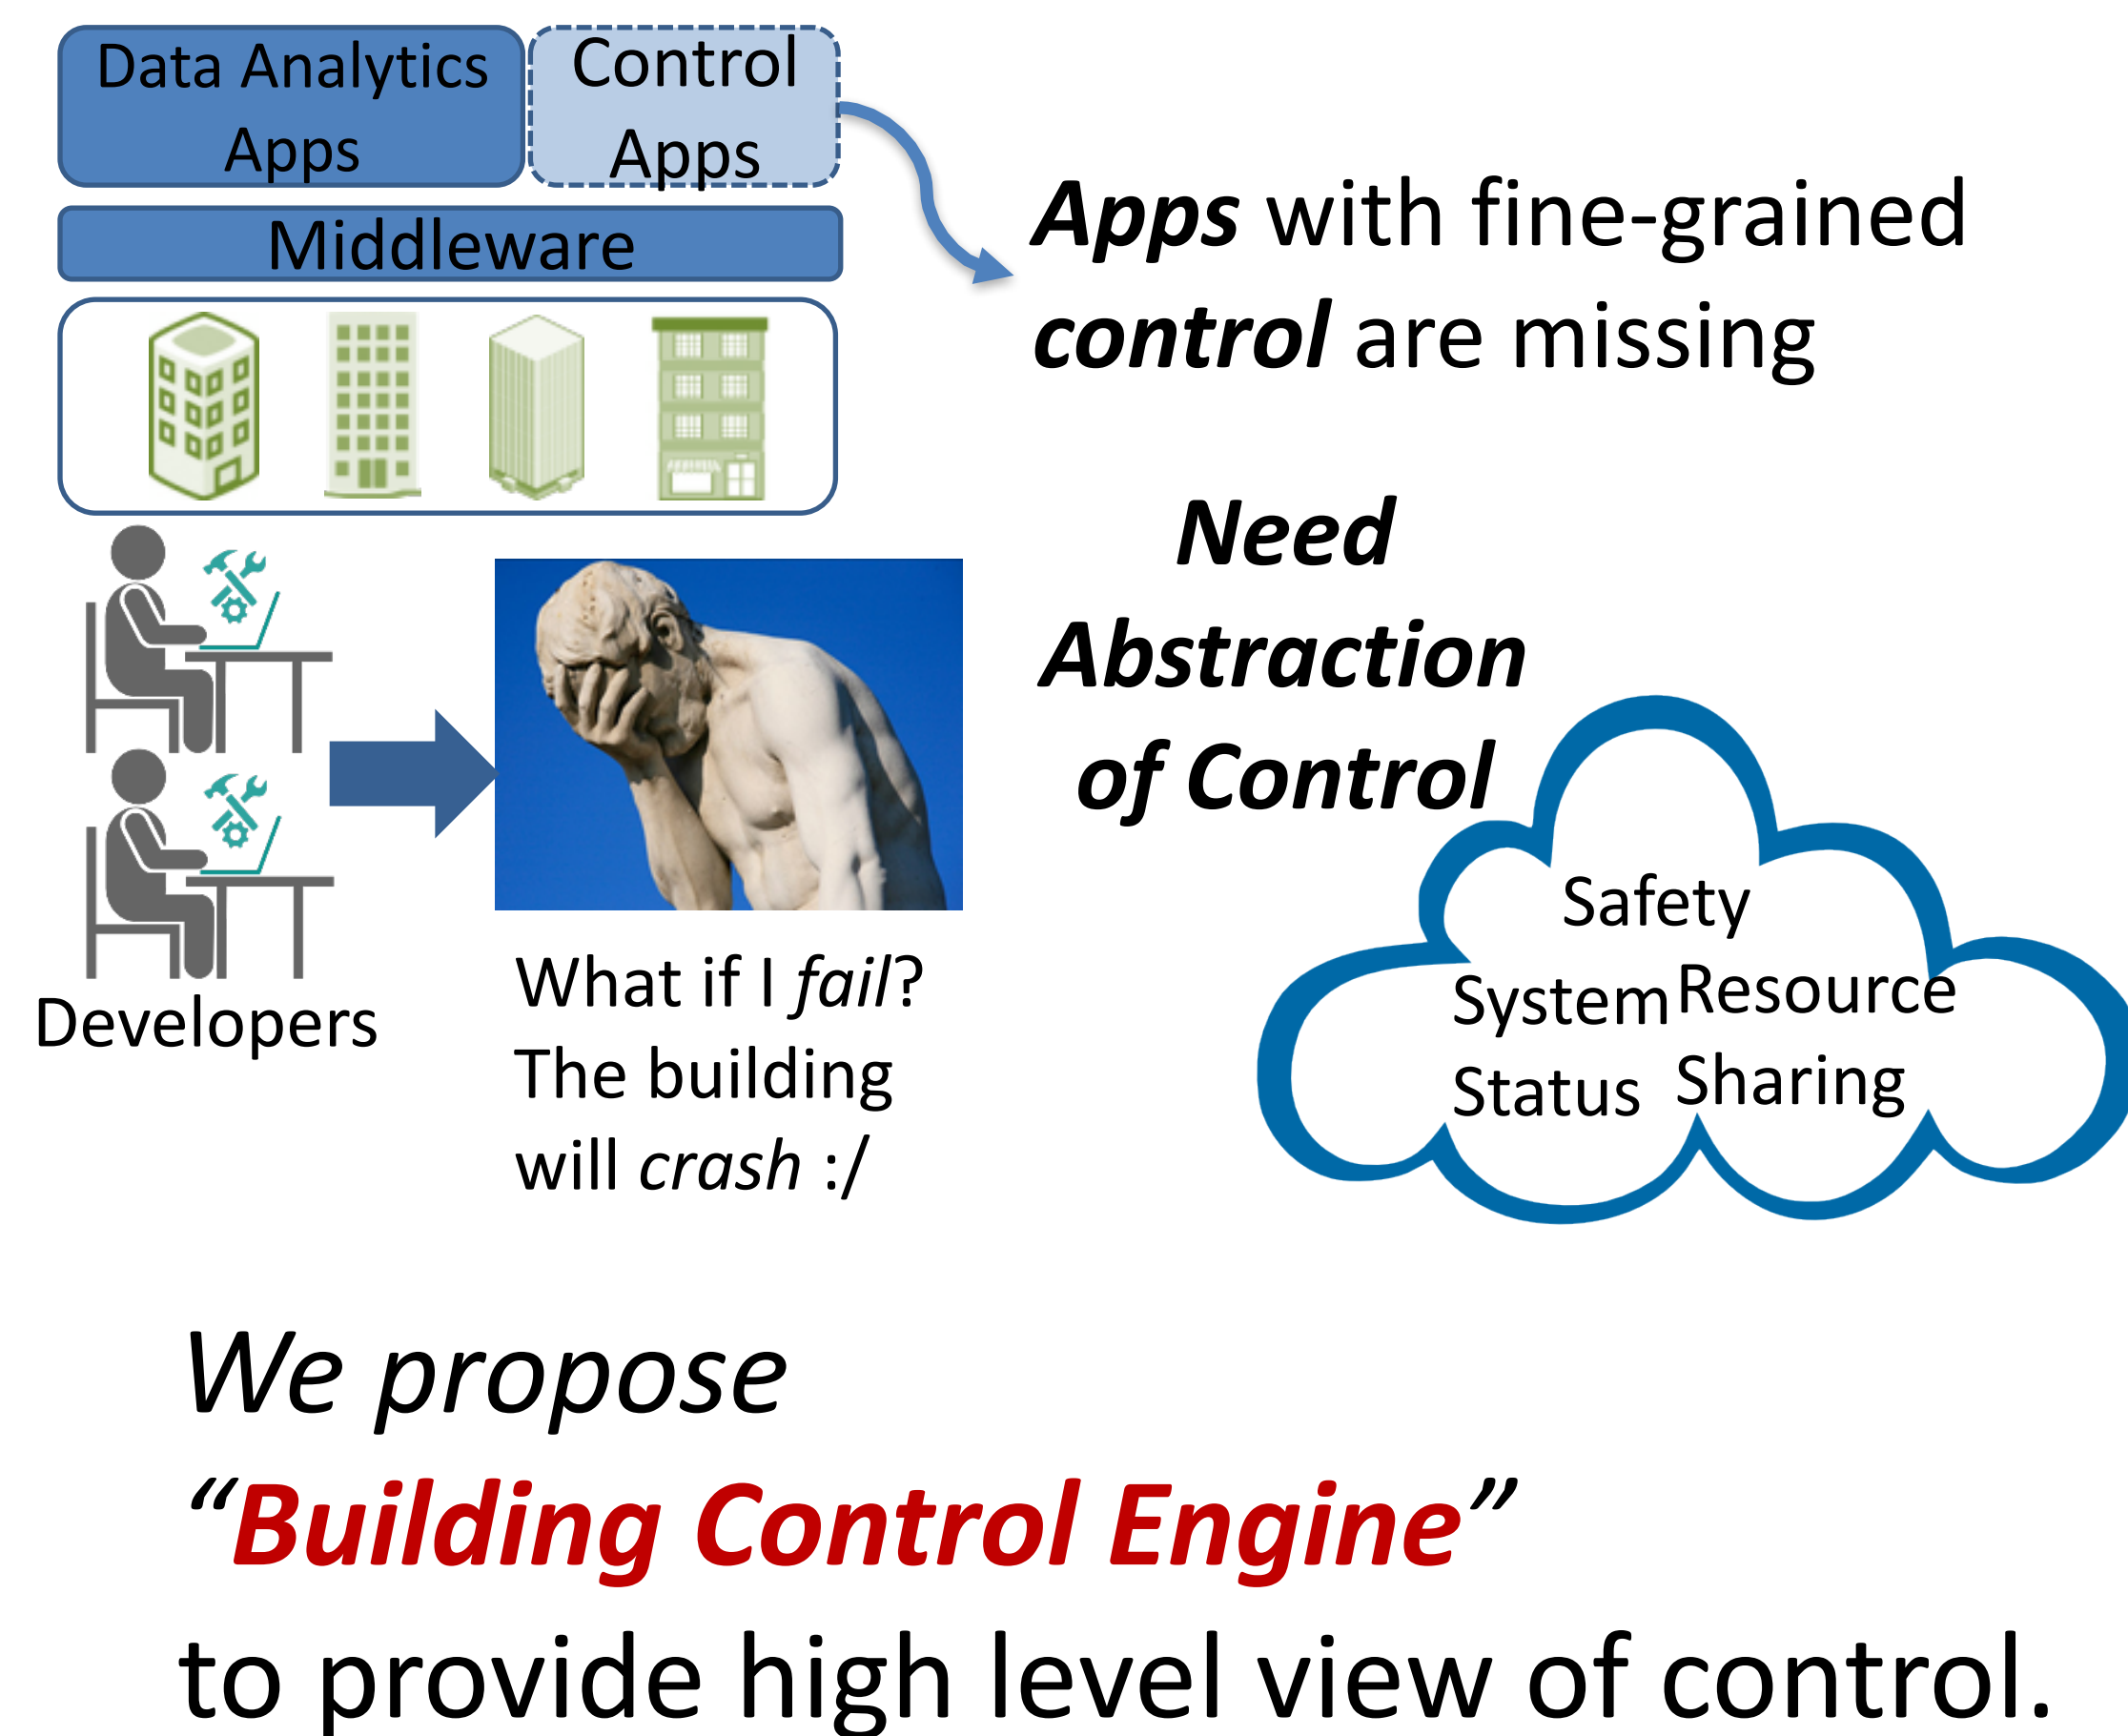 Data Analytics
Apps
Control
Apps
Middleware
Apps with fine-grained
control are missing
Need
Abstraction
of Control
Developers
What if I fail?
The building
will crash :/
Safety
System
Status
Resource
Sharing
We propose
“Building Control Engine”
to provide high level view of control.